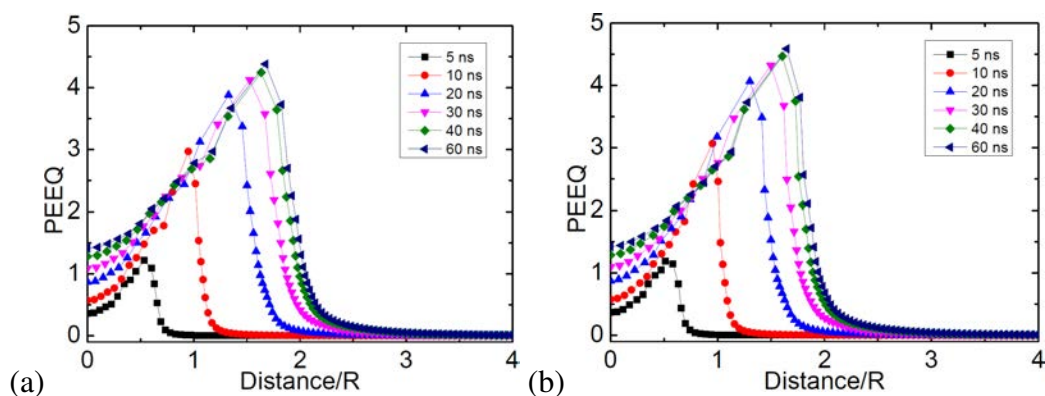 5
4
3
2
1
0
PEEQ
5 ns
10 ns
20 ns
30 ns
40 ns
60 ns
0 1 2 3 4
Distance/R
(a)
5
4
3
2
1
0
PEEQ
5 ns
10 ns
20 ns
30 ns
40 ns
60 ns
0 1 2 3 4
Distance/R
(b)